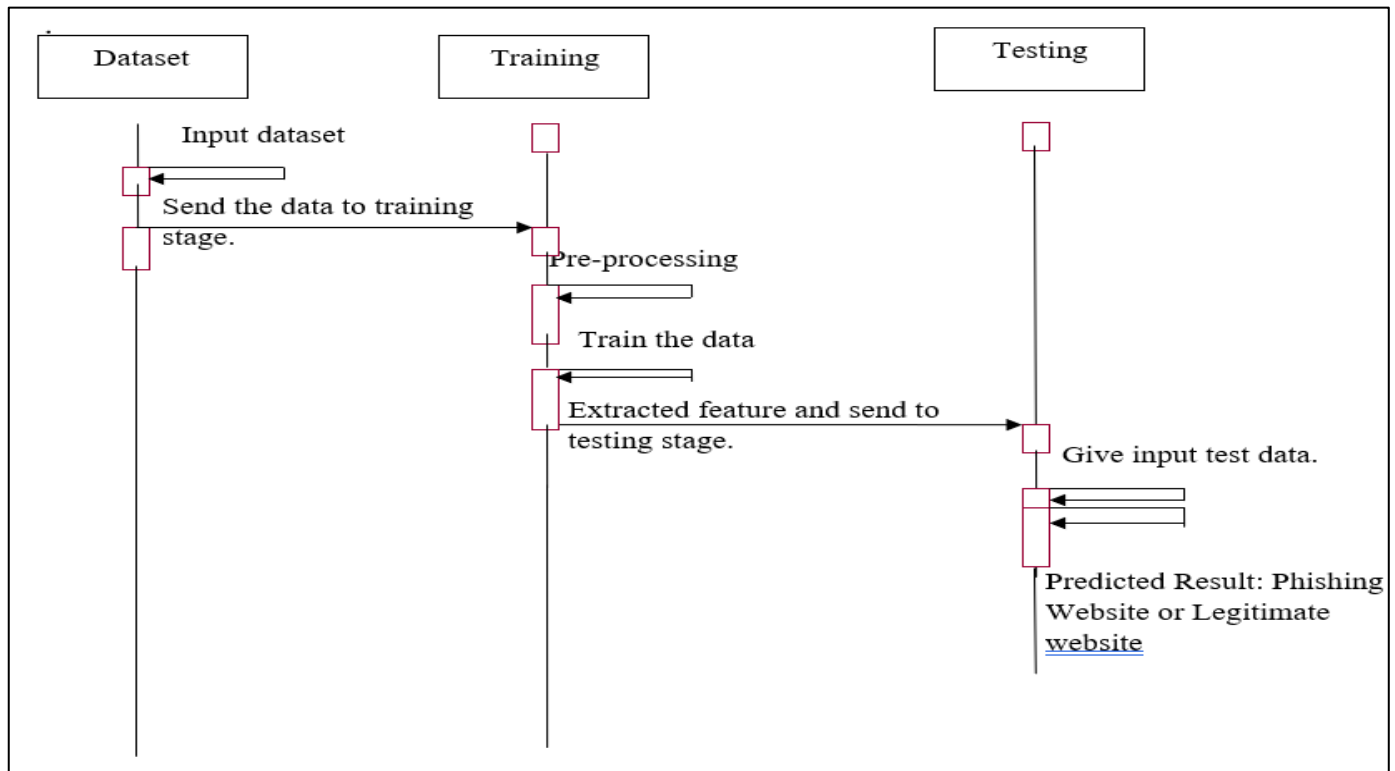 Dataset
Training
Testing
Input dataset
Send the data to training
stage.
Pre-processing
Train the data
Extracted feature and send to
testing stage.
Give input test data.
Predicted Result: Phishing
Website or Legitimate
website